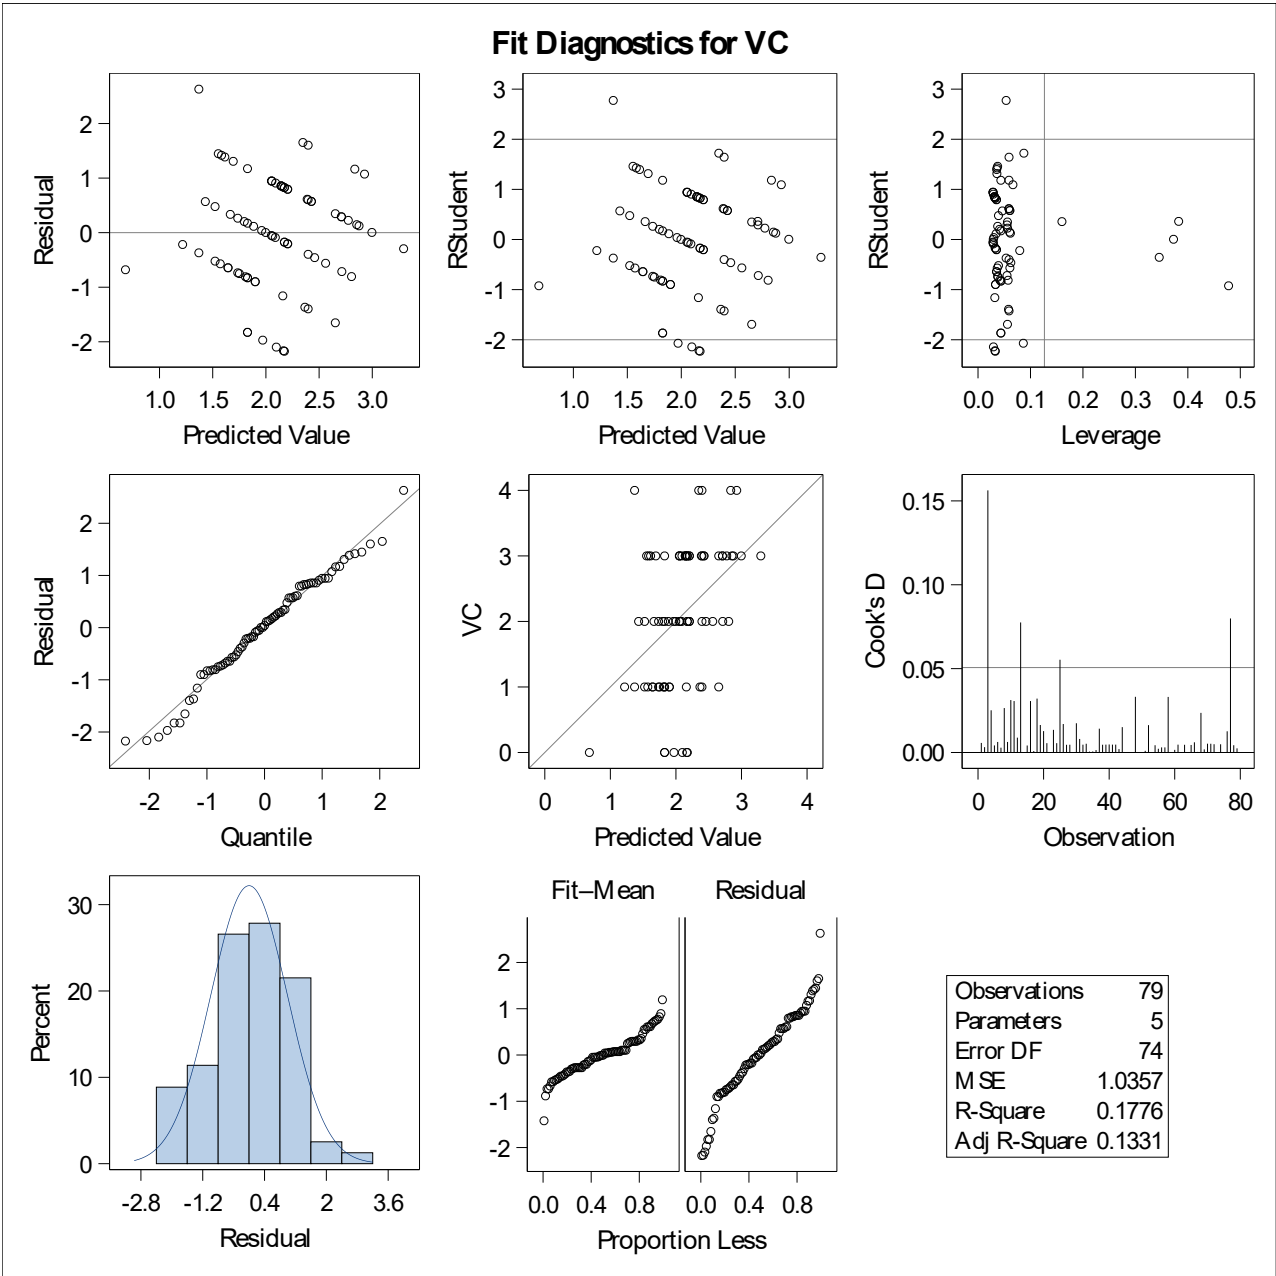 Fit Diagnostics for VC
Residual
2
1
0
-1
-2
1.0 1.5 2.0 2.5 3.0
Predicted Value
RStudent
3
2
1
0
-1
-2
1.0 1.5 2.0 2.5 3.0
Predicted Value
RStudent
3
2
1
0
-1
-2
0.0 0.1 0.2 0.3 0.4 0.5
Leverage
Residual
2
1
0
-1
-2
-2 -1 0 1 2
Quantile
VC
4
3
2
1
0
0 1 2 3 4
Predicted Value
Cook's D
0.15
0.10
0.05
0.00
0 20 40 60 80
Observation
Percent
30
20
10
0
-2.8 -1.2 0.4 2 3.6
Residual
Fit–Mean Residual
2
1
0
-1
-2
0.0 0.4 0.8 0.0 0.4 0.8
Proportion Less
Observations 79
Parameters 5
Error DF 74
MSE 1.0357
R-Square 0.1776
Adj R-Square 0.1331